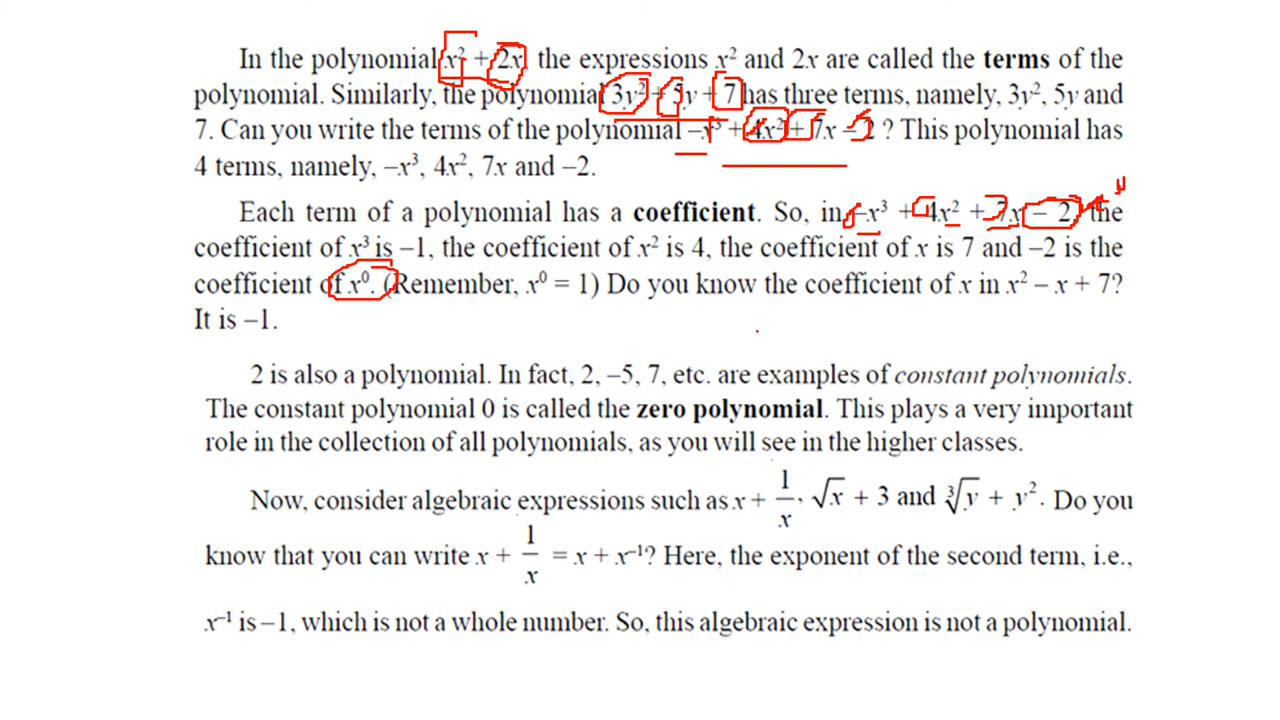 In the polynomial x² + 2x, the expressions x² and 2x are called the terms of the
polynomial. Similarly, the polynomial 3y² + 5y + 7 has three terms, namely, 3y², 5y and
7. Can you write the terms of the polynomial –x³ + 4x² + 7x – 2 ? This polynomial has
4 terms, namely, –x³, 4x², 7x and –2.
Each term of a polynomial has a coefficient. So, in –x³ + 4x² + 7x – 2, the
coefficient of x³ is –1, the coefficient of x² is 4, the coefficient of x is 7 and –2 is the
coefficient of x⁰. (Remember, x⁰ = 1) Do you know the coefficient of x in x² – x + 7?
It is –1.
2 is also a polynomial. In fact, 2, –5, 7, etc. are examples of constant polynomials.
The constant polynomial 0 is called the zero polynomial. This plays a very important
role in the collection of all polynomials, as you will see in the higher classes.
Now, consider algebraic expressions such as x + 1/x, √x + 3 and ∛y + y². Do you
know that you can write x + 1/x = x + x⁻¹? Here, the exponent of the second term, i.e.,
x⁻¹ is –1, which is not a whole number. So, this algebraic expression is not a polynomial.